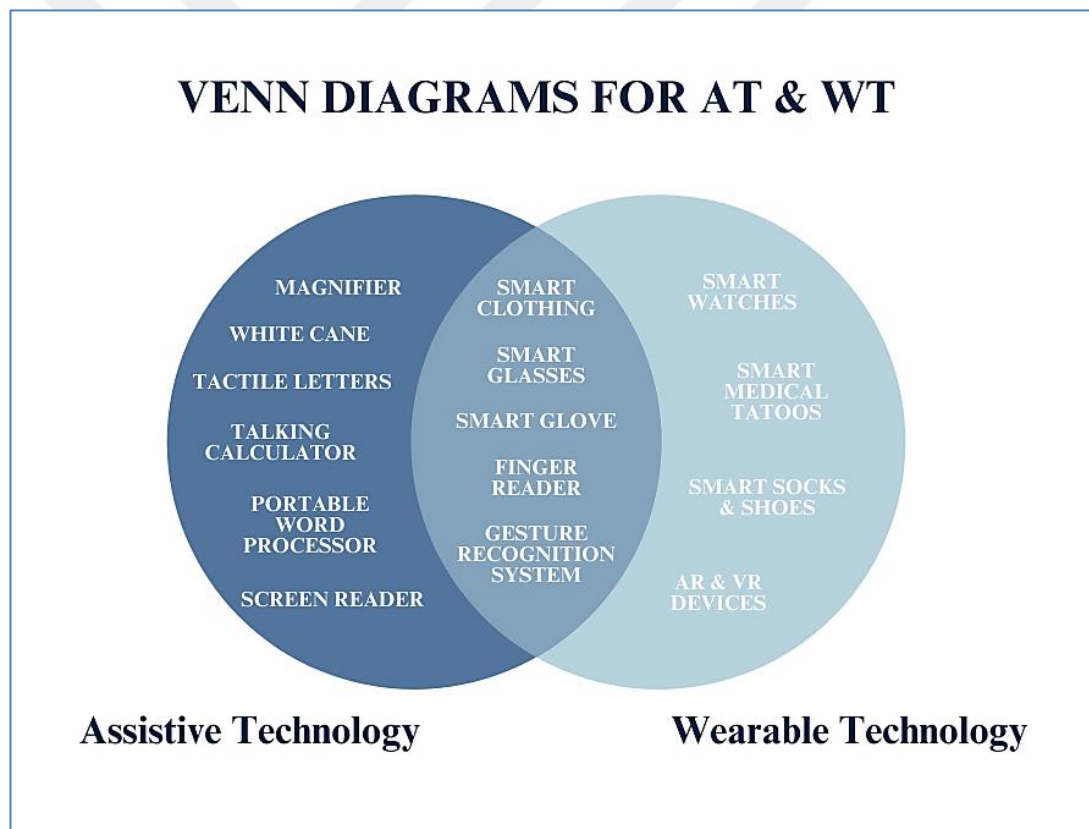 VENN DIAGRAMS FOR AT & WT
MAGNIFIER
WHITE CANE
TACTILE LETTERS
TALKING
CALCULATOR
PORTABLE
WORD
PROCESSOR
SCREEN READER
SMART
CLOTHING
SMART
GLASSES
SMART GLOVE
FINGER
READER
GESTURE
RECOGNITION
SYSTEM
SMART
WATCHES
SMART
MEDICAL
TATOOS
SMART SOCKS
& SHOES
AR & VR
DEVICES
Assistive Technology
Wearable Technology